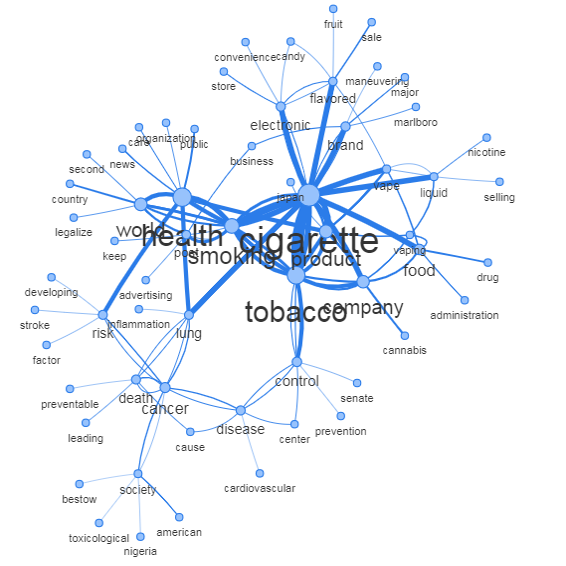 fruit
sale
convenience
candy
store
maneuvering
major
flavored
marlboro
electronic
organization
care
public
brand
business
nicotine
news
second
vape
liquid
selling
country
japan
legalize
world
health
cigarette
keep
post
vaping
smoking
product
food
drug
developing
advertising
administration
stroke
inflammation
company
tobacco
risk
lung
cannabis
factor
control
preventable
death
cancer
senate
leading
disease
center
prevention
cause
society
cardiovascular
bestow
american
toxicological
nigeria